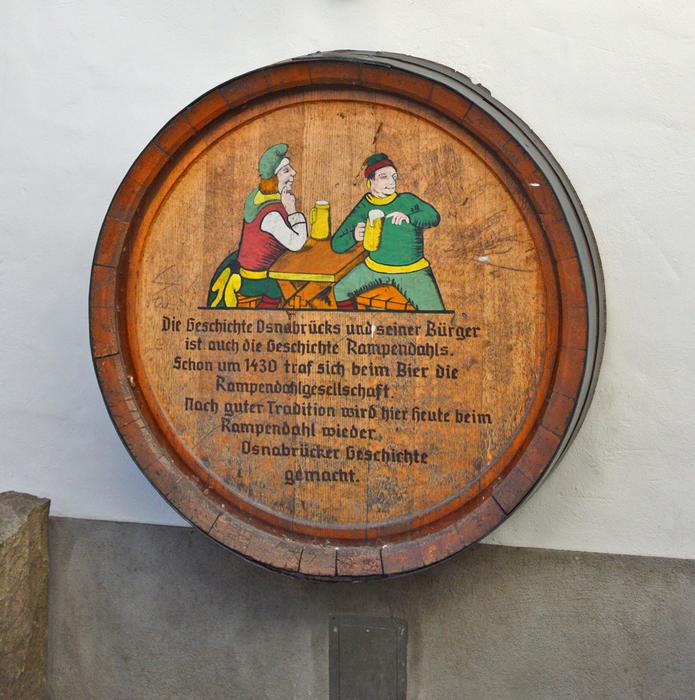 Die Geschichte Osnabrücks und seiner Bürger
ist auch die Geschichte Rampendahls.
Schon um 1430 traf sich beim Bier die
Rampendahlgesellschaft.
Nach guter Tradition wird hier heute beim
Rampendahl wieder
Osnabrücker Geschichte
gemacht.